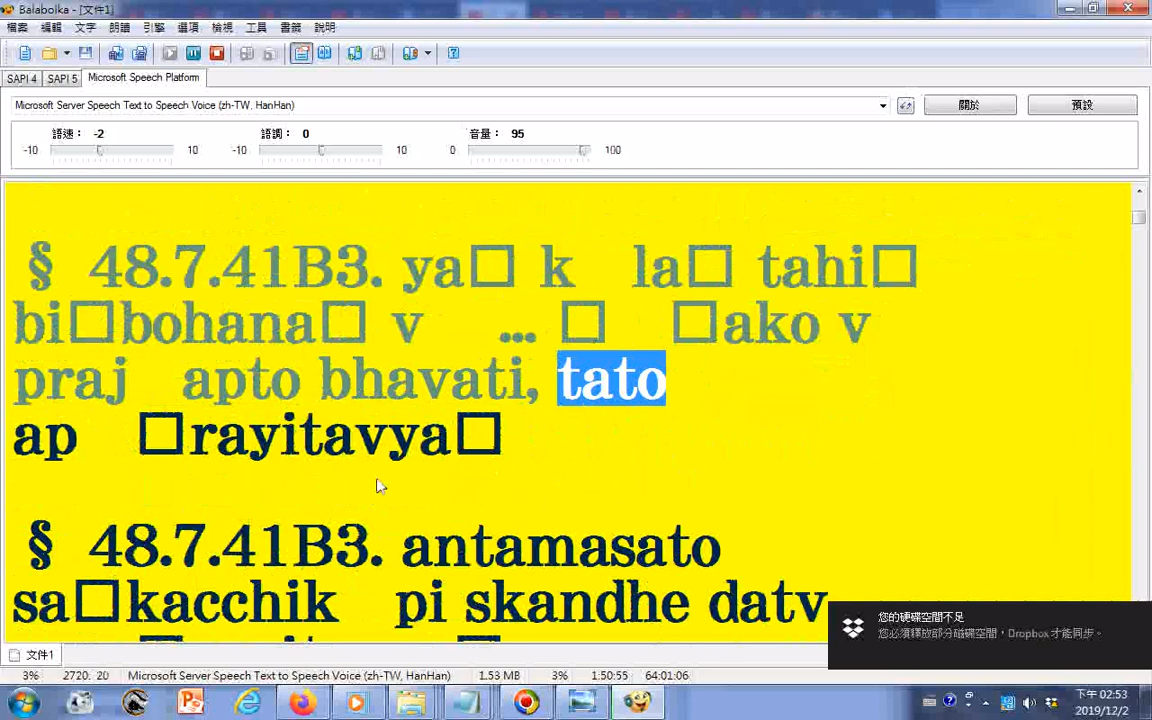 Balabolka - [文件1]
檔案 編輯 文字 朗讀 引擎 選項 檢視 工具 書籤 說明
SAPI 4 SAPI 5 Microsoft Speech Platform
Microsoft Server Speech Text to Speech Voice (zh-TW, HanHan) 關於 預設
語速： -2 語調： 0 音量： 95
-10 10 -10 10 0 100
§ 48.7.41B3. ya□ k la□ tahi□
bi□bohana□ v ... □ □ako v
praj apto bhavati, tato
ap □rayitavya□
§ 48.7.41B3. antamasato
sa□kacchik pi skandhe datv
您的硬碟空間不足
您必須釋放部分磁碟空間，Dropbox 才能同步。
文件1
3% 2720: 20 Microsoft Server Speech Text to Speech Voice (zh-TW, HanHan) 1.53 MB 3% 1:50:55 64:01:06
下午 02:53
2019/12/2